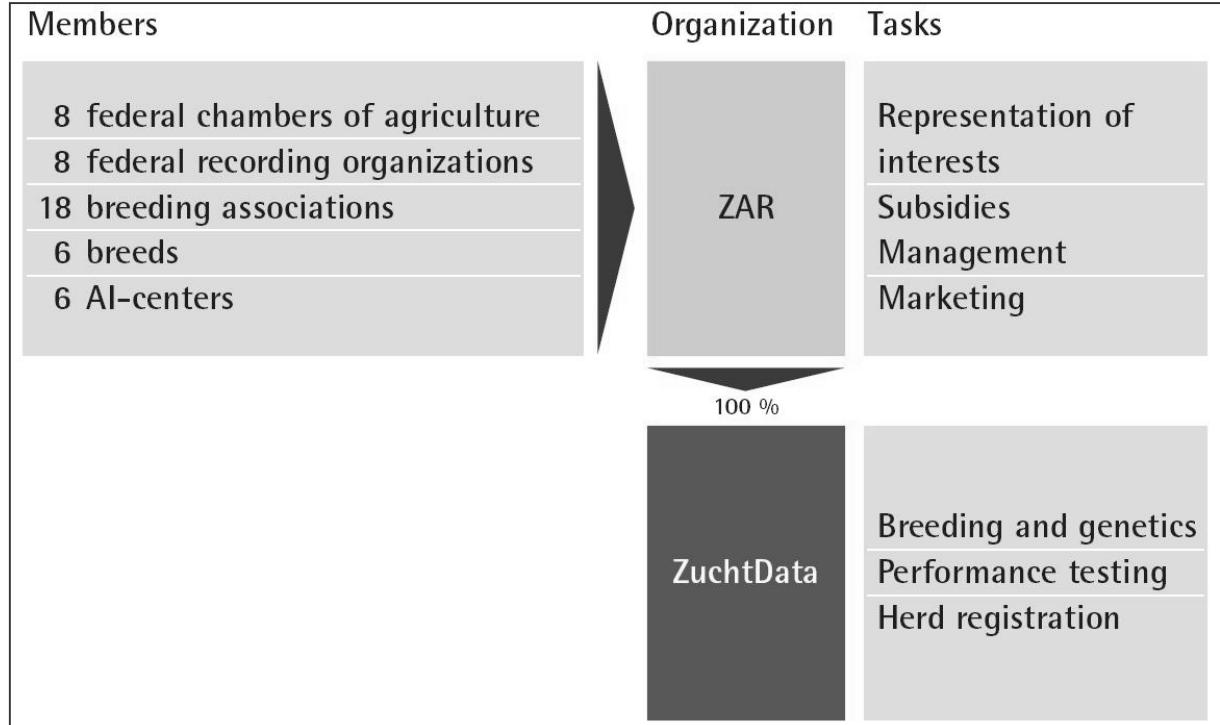 Members
Organization
Tasks
8 federal chambers of agriculture
8 federal recording organizations
18 breeding associations
6 breeds
6 AI-centers
ZAR
Representation of
interests
Subsidies
Management
Marketing
100 %
ZuchtData
Breeding and genetics
Performance testing
Herd registration